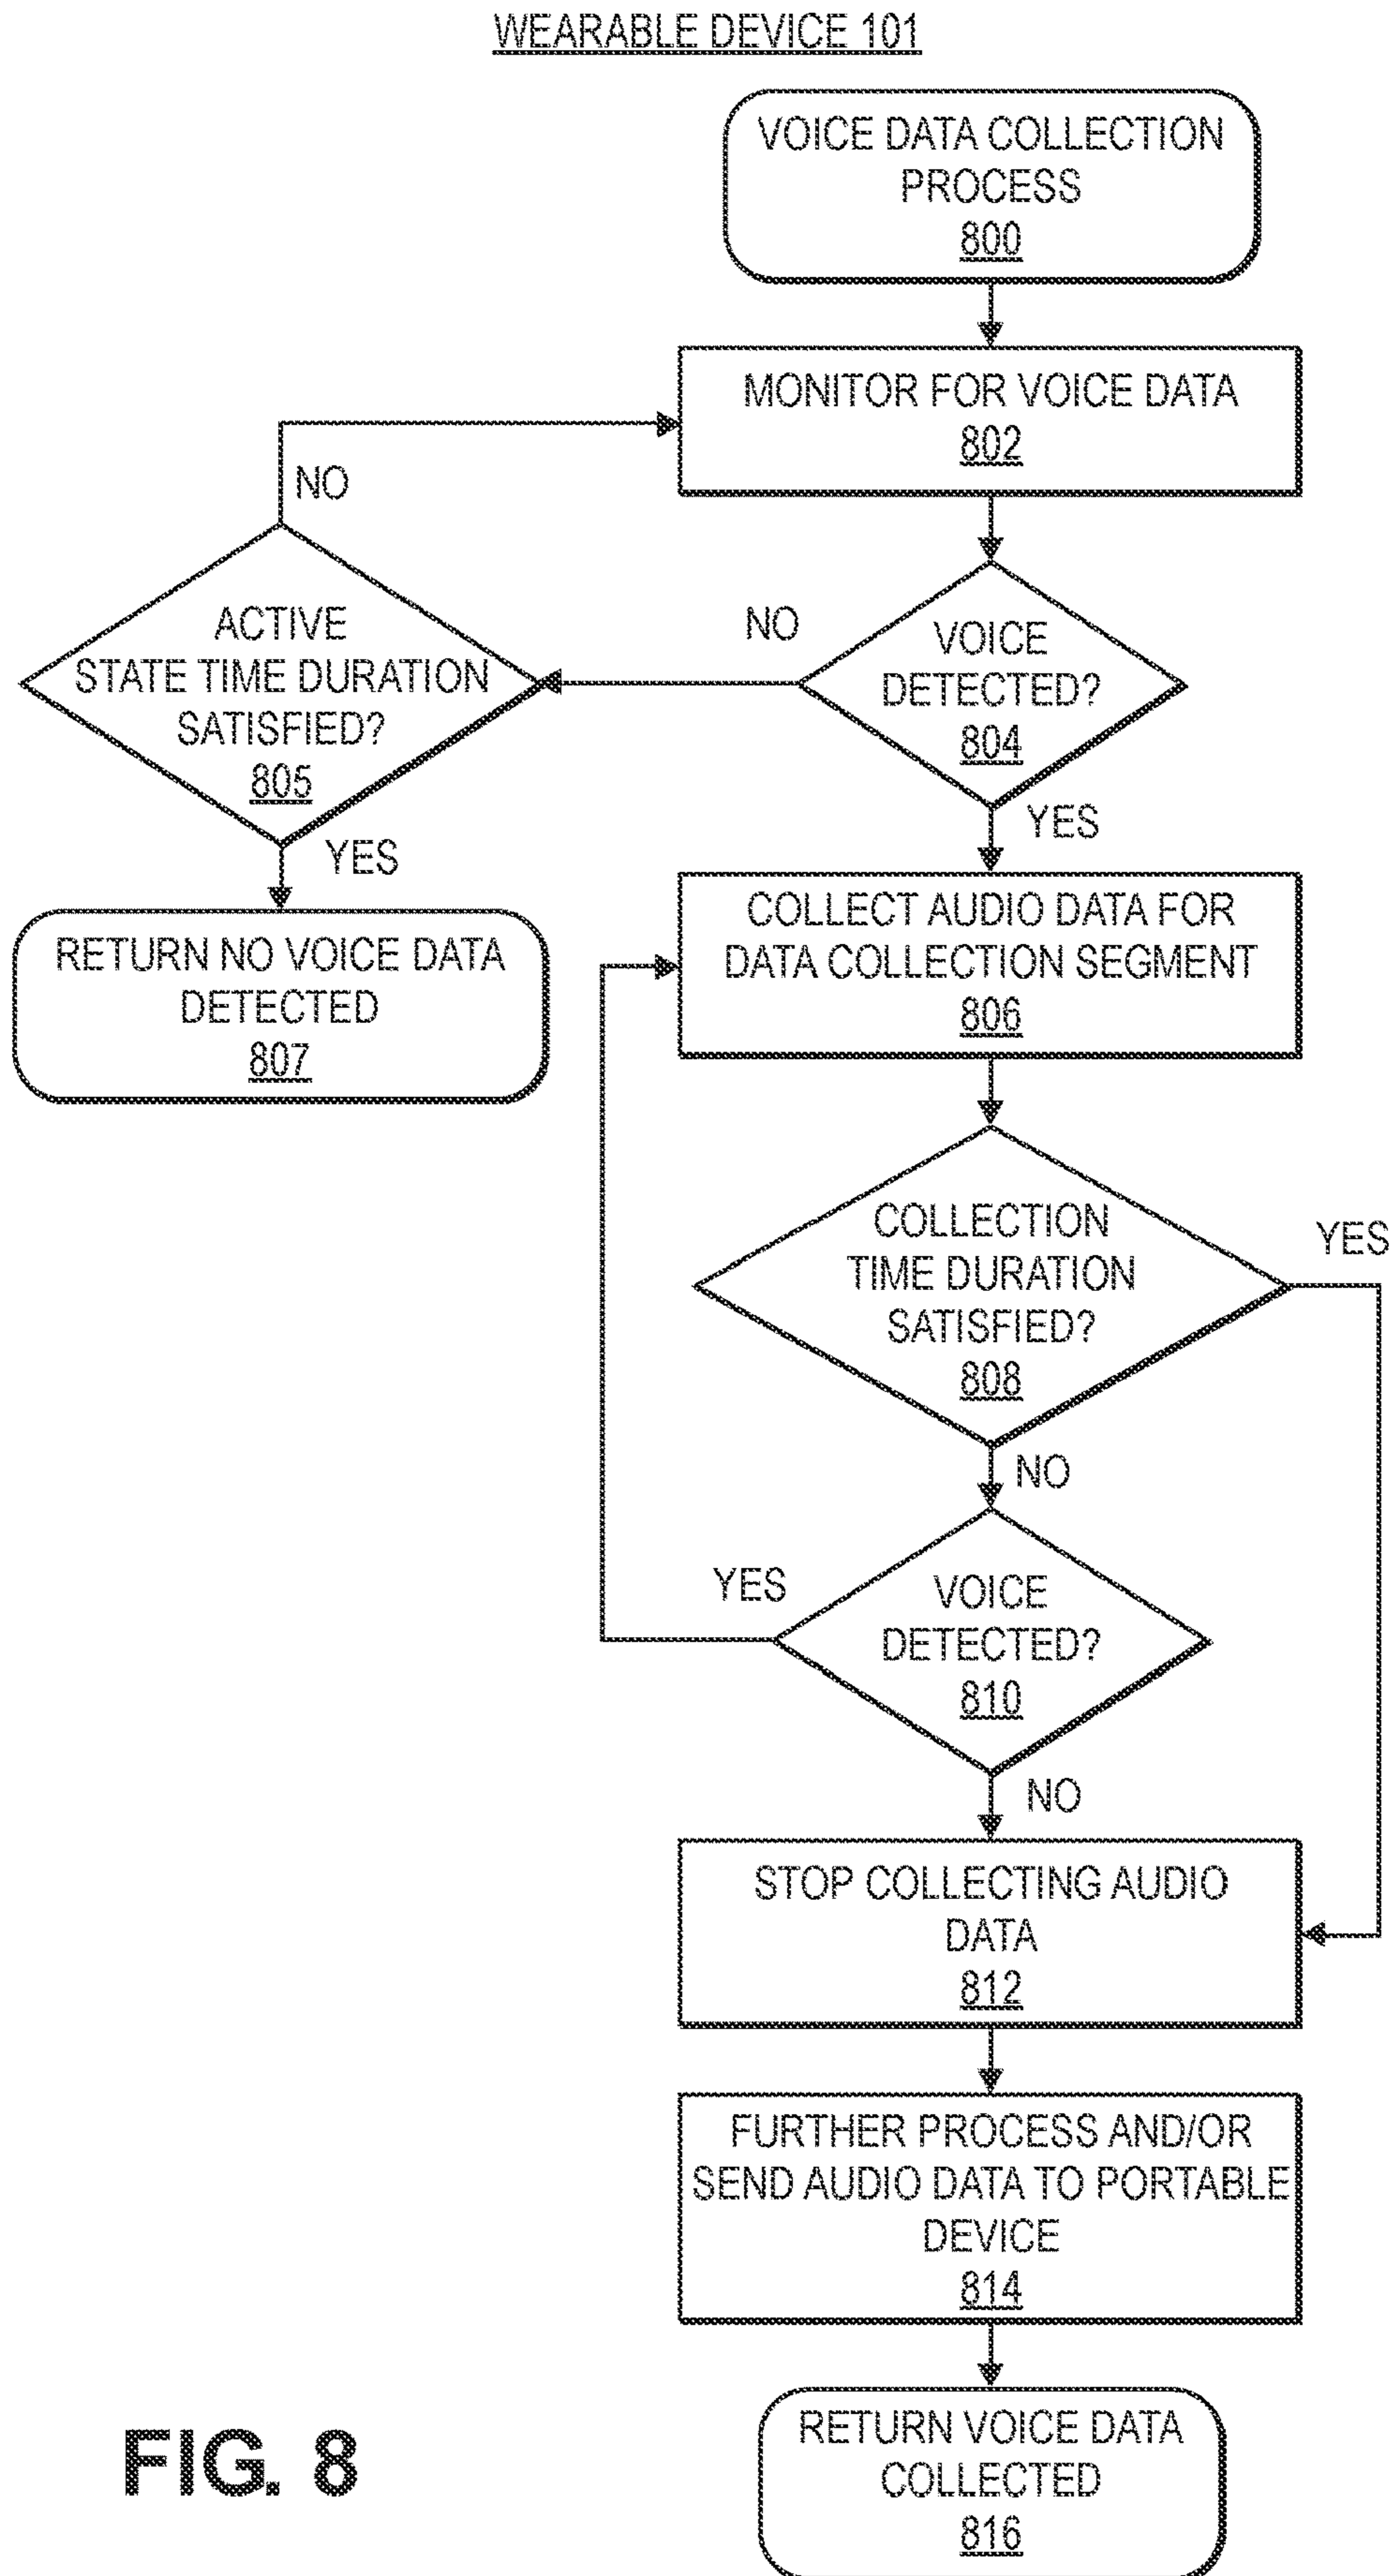 WEARABLE DEVICE 101
VOICE DATA COLLECTION
PROCESS
800
MONITOR FOR VOICE DATA
802
NO
ACTIVE
STATE TIME DURATION
SATISFIED?
805
NO
VOICE
DETECTED?
804
YES
YES
RETURN NO VOICE DATA
DETECTED
807
COLLECT AUDIO DATA FOR
DATA COLLECTION SEGMENT
806
COLLECTION
TIME DURATION
SATISFIED?
808
YES
NO
YES
VOICE
DETECTED?
810
NO
STOP COLLECTING AUDIO
DATA
812
FURTHER PROCESS AND/OR
SEND AUDIO DATA TO PORTABLE
DEVICE
814
RETURN VOICE DATA
COLLECTED
816
FIG. 8